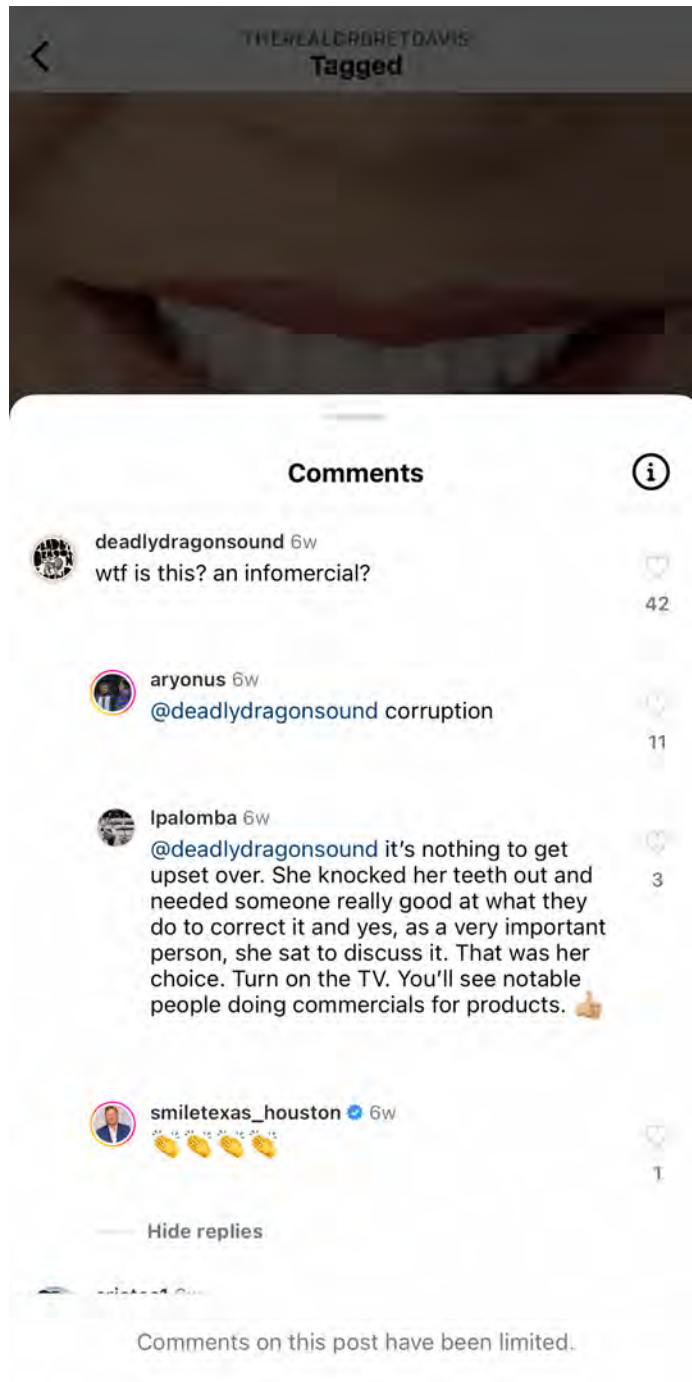 THEREALDRBRETDAVIS
Tagged
Comments
deadlydragonsound 6w
wtf is this? an infomercial?
42
aryonus 6w
@deadlydragonsound corruption
11
lpalomba 6w
@deadlydragonsound it's nothing to get
upset over. She knocked her teeth out and
needed someone really good at what they
do to correct it and yes, as a very important
person, she sat to discuss it. That was her
choice. Turn on the TV. You'll see notable
people doing commercials for products. 👍🏼
3
smiletexas_houston 6w
👏👏👏👏
1
Hide replies
Comments on this post have been limited.